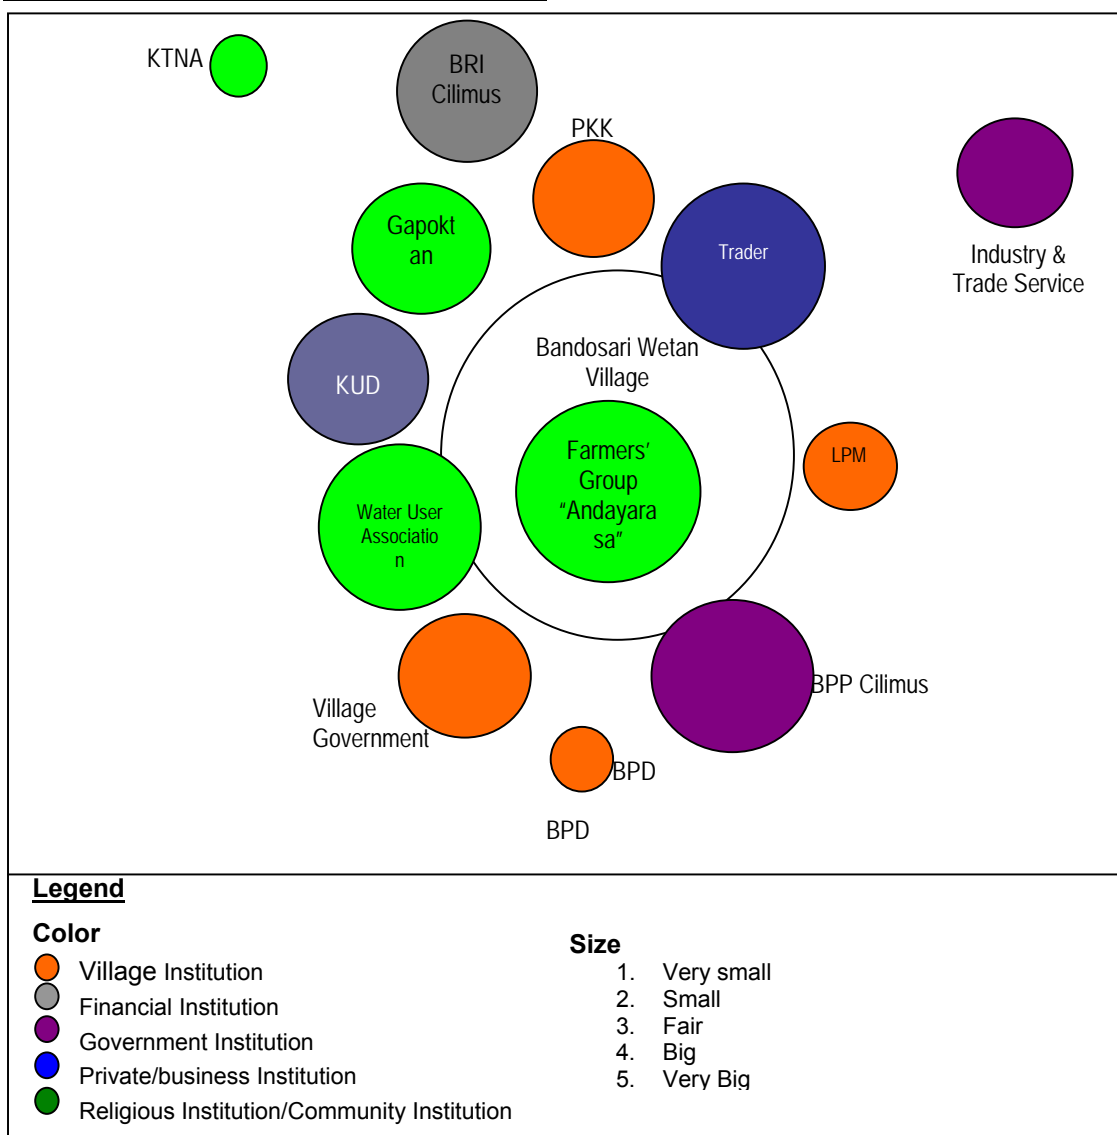 KTNA
BRI
Cilimus
PKK
Gapokt
an
Trader
Industry &
Trade Service
KUD
Bandosari Wetan
Village
Farmers'
Group
"Andayara
sa"
LPM
Water User
Associatio
n
Village
Government
BPP Cilimus
BPD
BPD
Legend
Color
Village Institution
Financial Institution
Government Institution
Private/business Institution
Religious Institution/Community Institution
Size
1. Very small
2. Small
3. Fair
4. Big
5. Very Big